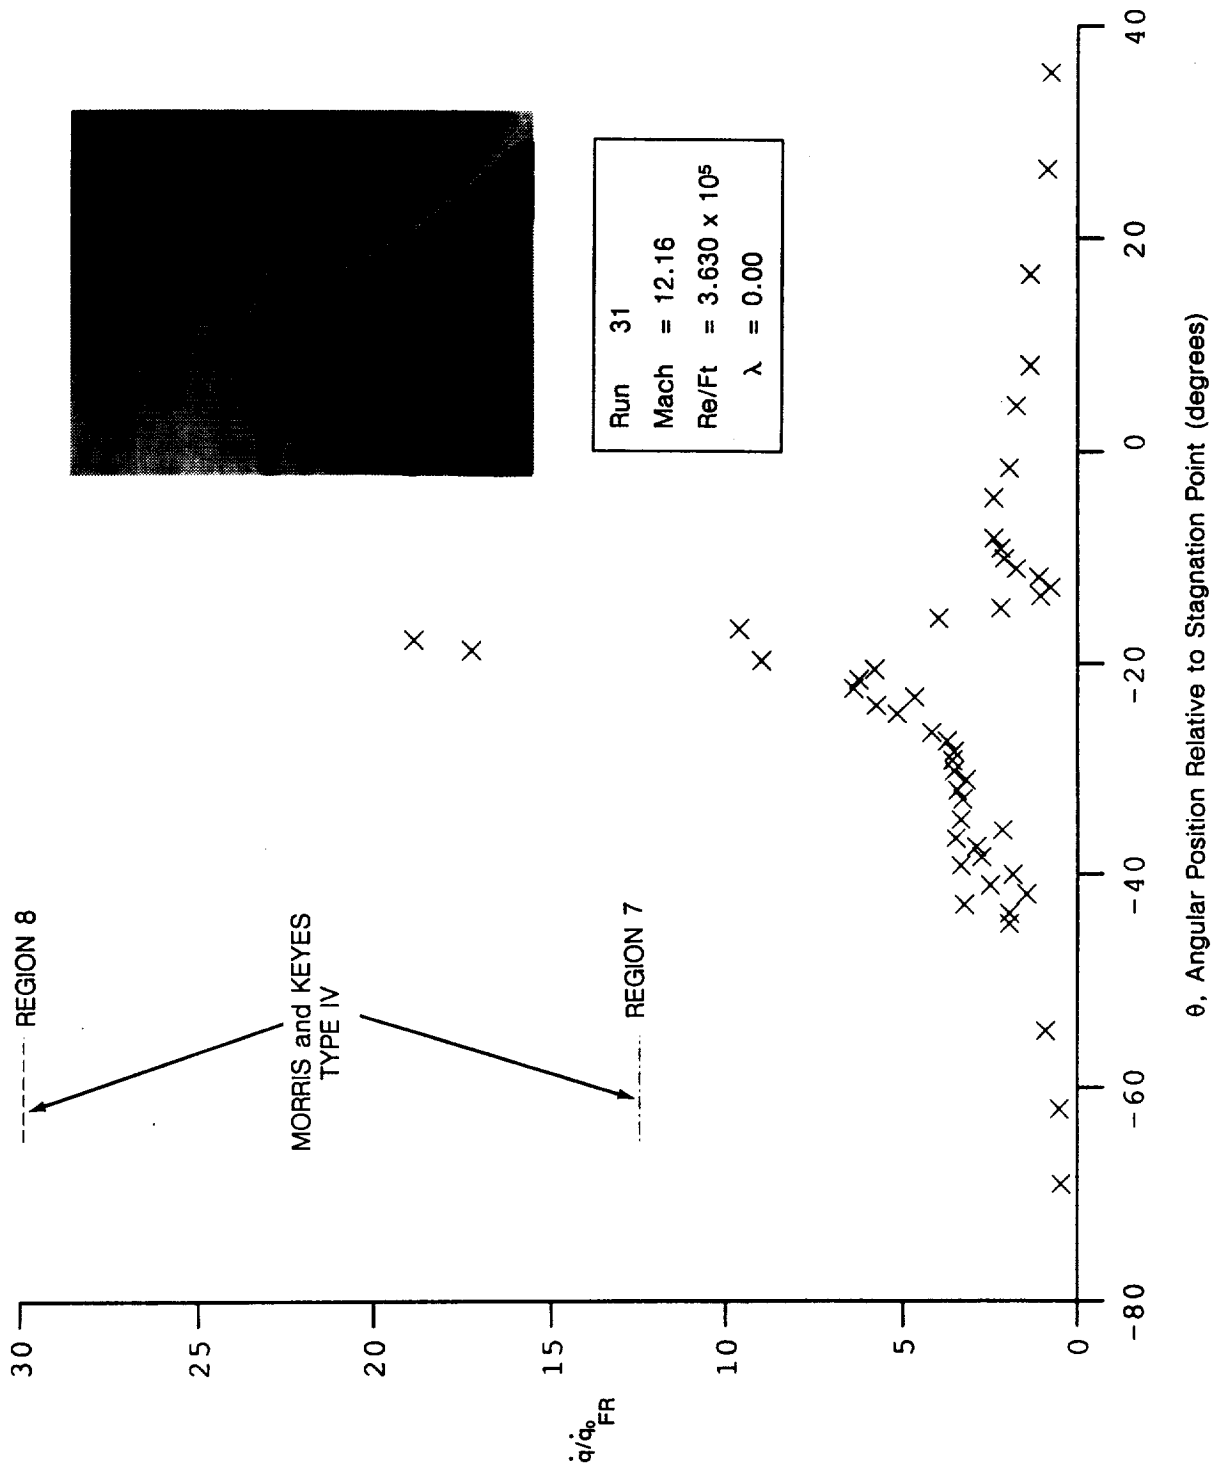 30
25
20
15
10
5
0
q̇/q̇₀
FR
REGION 8
MORRIS and KEYES
TYPE IV
REGION 7
Run 31
Mach = 12.16
Re/Ft = 3.630 x 10⁵
λ = 0.00
-80
-60
-40
-20
0
20
40
θ, Angular Position Relative to Stagnation Point (degrees)